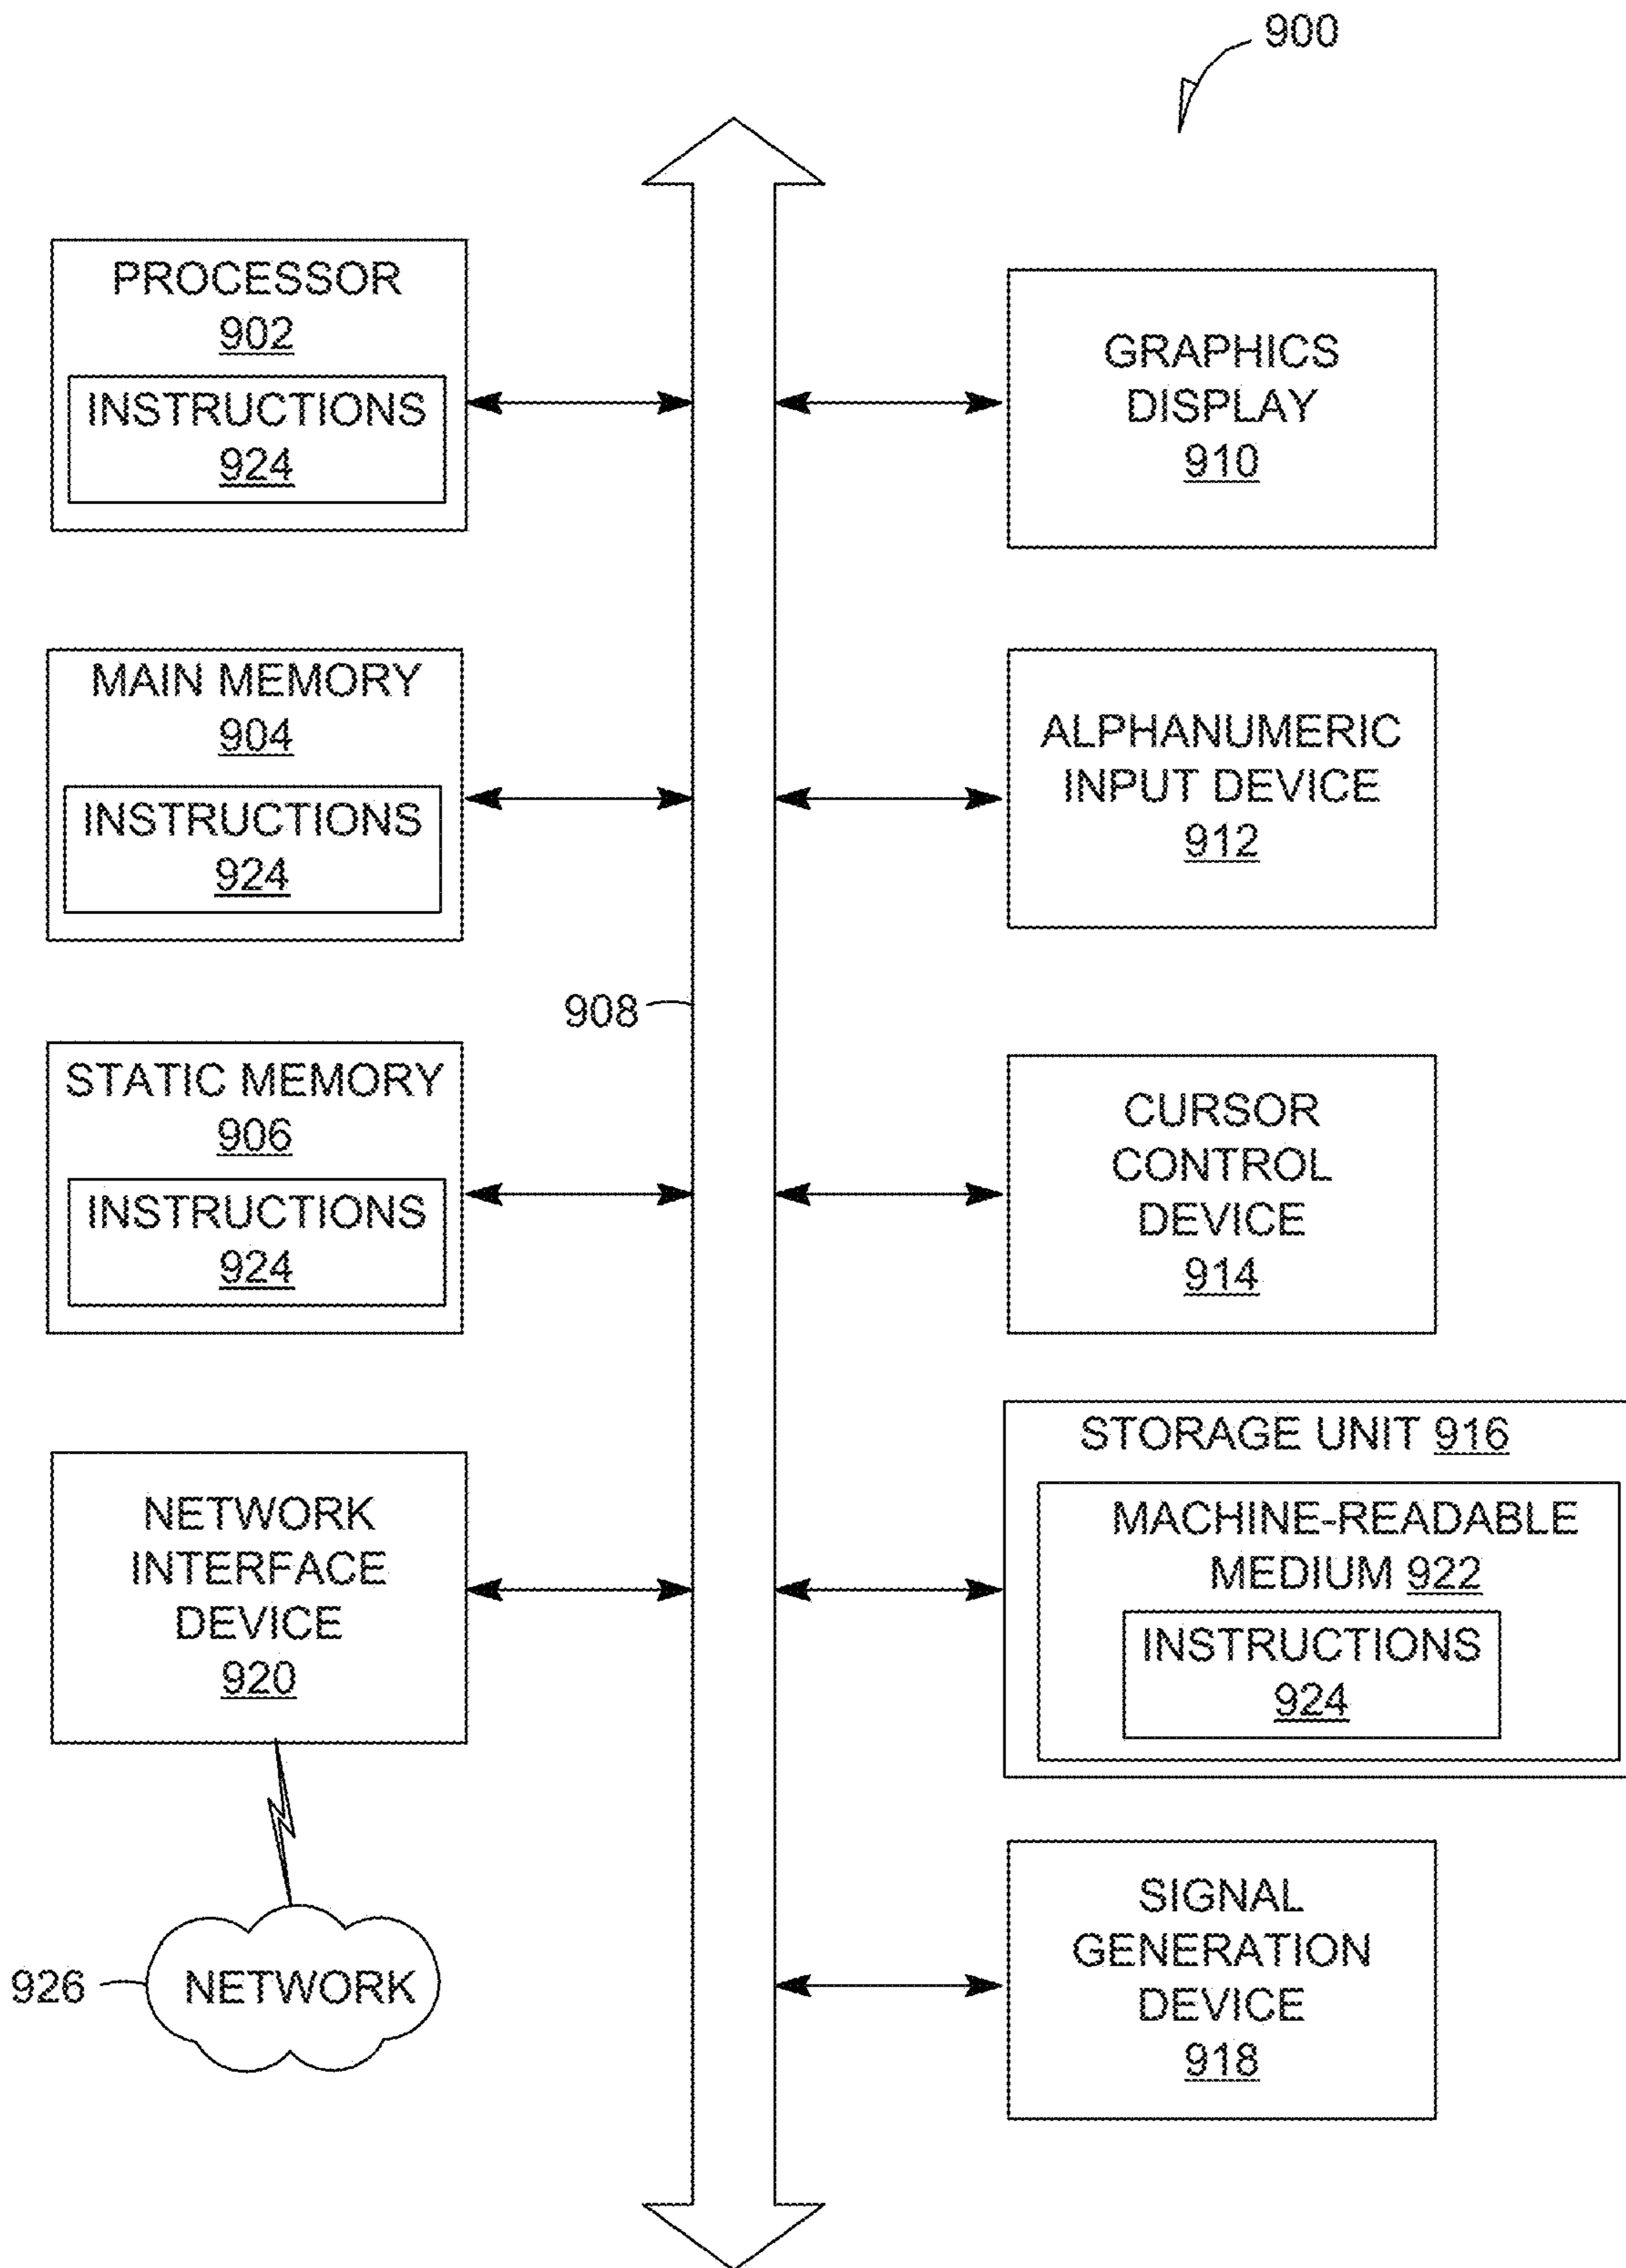 900
PROCESSOR
902
INSTRUCTIONS
924
GRAPHICS
DISPLAY
910
MAIN MEMORY
904
INSTRUCTIONS
924
ALPHANUMERIC
INPUT DEVICE
912
908
STATIC MEMORY
906
INSTRUCTIONS
924
CURSOR
CONTROL
DEVICE
914
NETWORK
INTERFACE
DEVICE
920
STORAGE UNIT 916
MACHINE-READABLE
MEDIUM 922
INSTRUCTIONS
924
926
NETWORK
SIGNAL
GENERATION
DEVICE
918